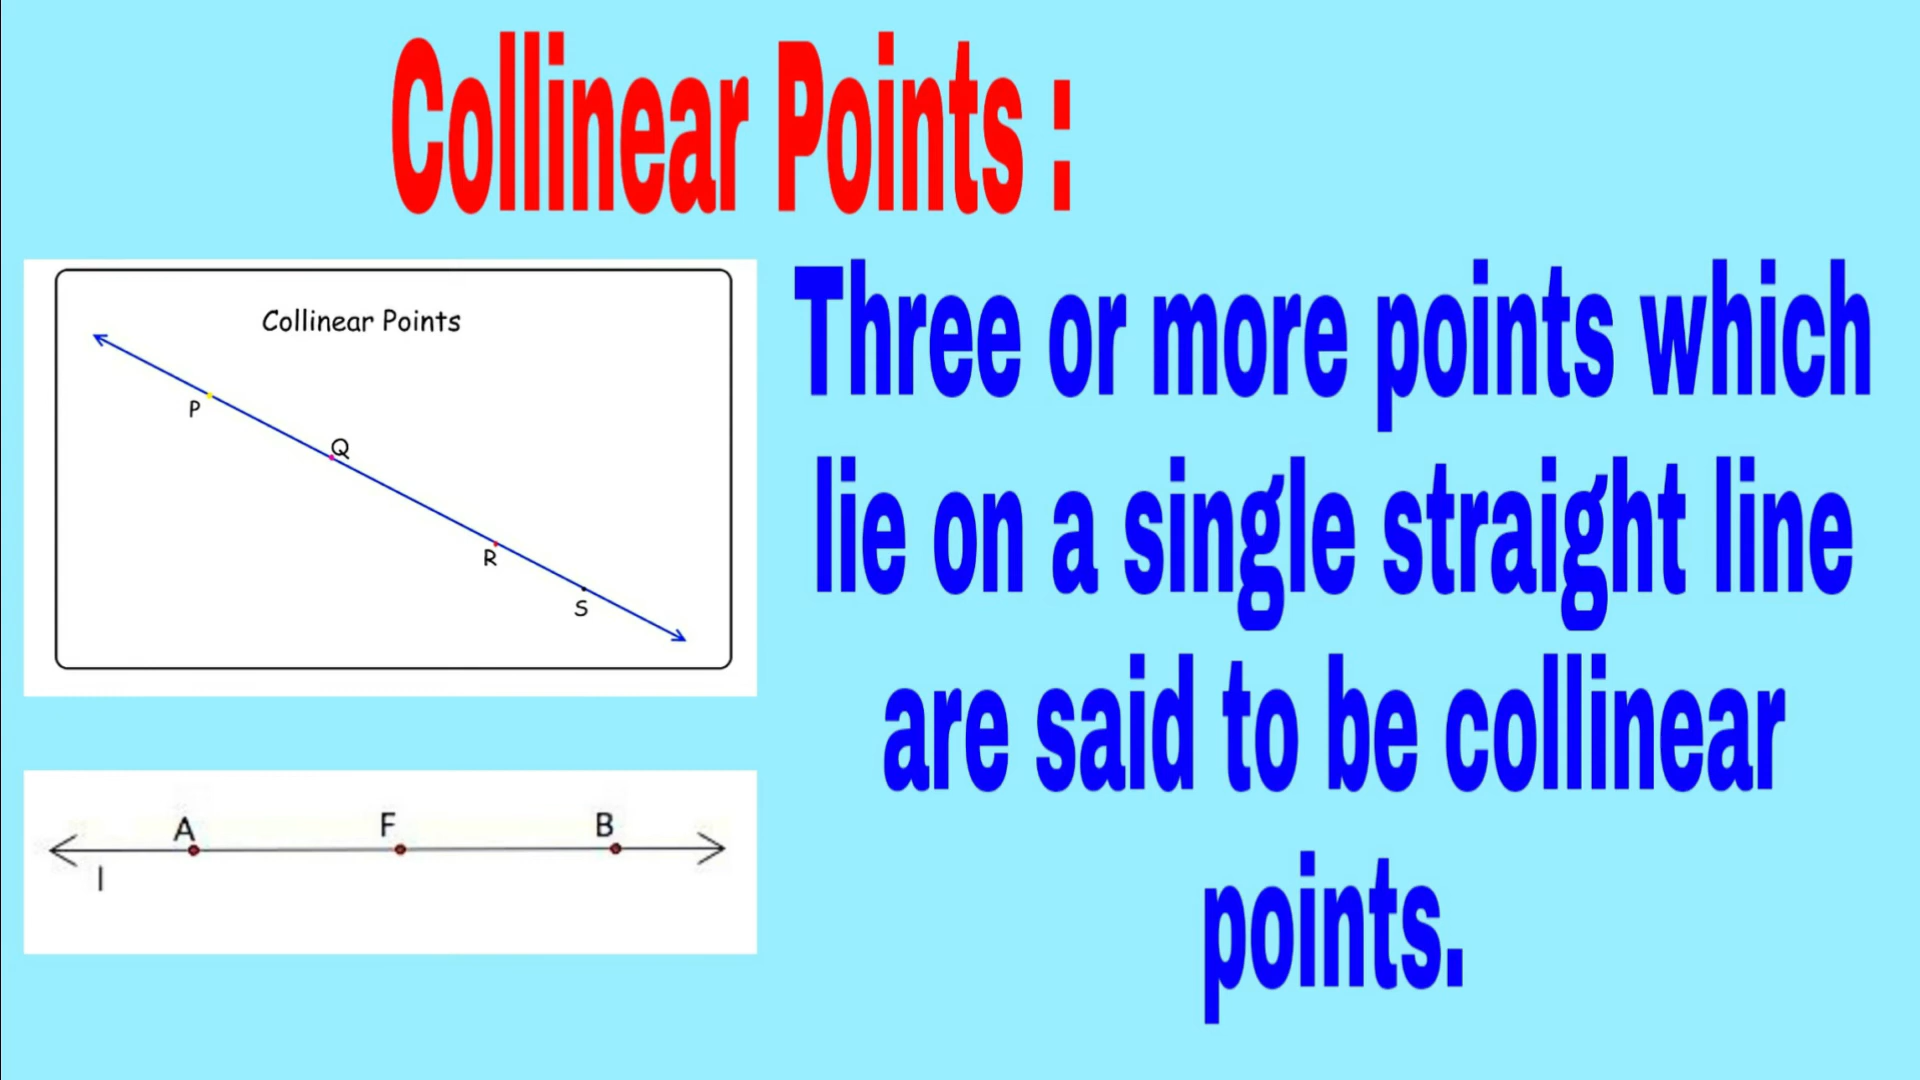 Collinear Points :
Collinear Points
P
Q
R
S
A F B
l
Three or more points which
lie on a single straight line
are said to be collinear
points.